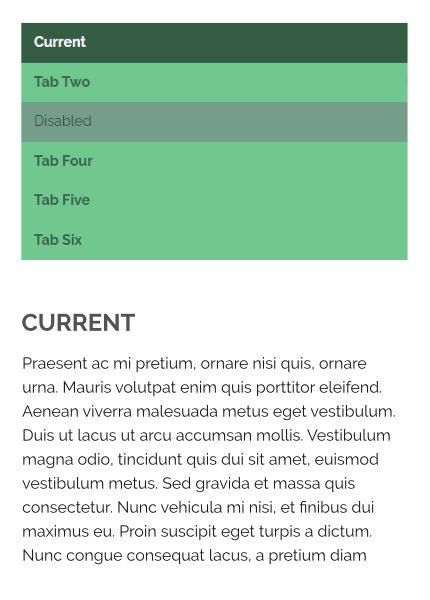 Current
Tab Two
Disabled
Tab Four
Tab Five
Tab Six
CURRENT
Praesent ac mi pretium, ornare nisi quis, ornare
urna. Mauris volutpat enim quis porttitor eleifend.
Aenean viverra malesuada metus eget vestibulum.
Duis ut lacus ut arcu accumsan mollis. Vestibulum
magna odio, tincidunt quis dui sit amet, euismod
vestibulum metus. Sed gravida et massa quis
consectetur. Nunc vehicula mi nisi, et finibus dui
maximus eu. Proin suscipit eget turpis a dictum.
Nunc congue consequat lacus, a pretium diam